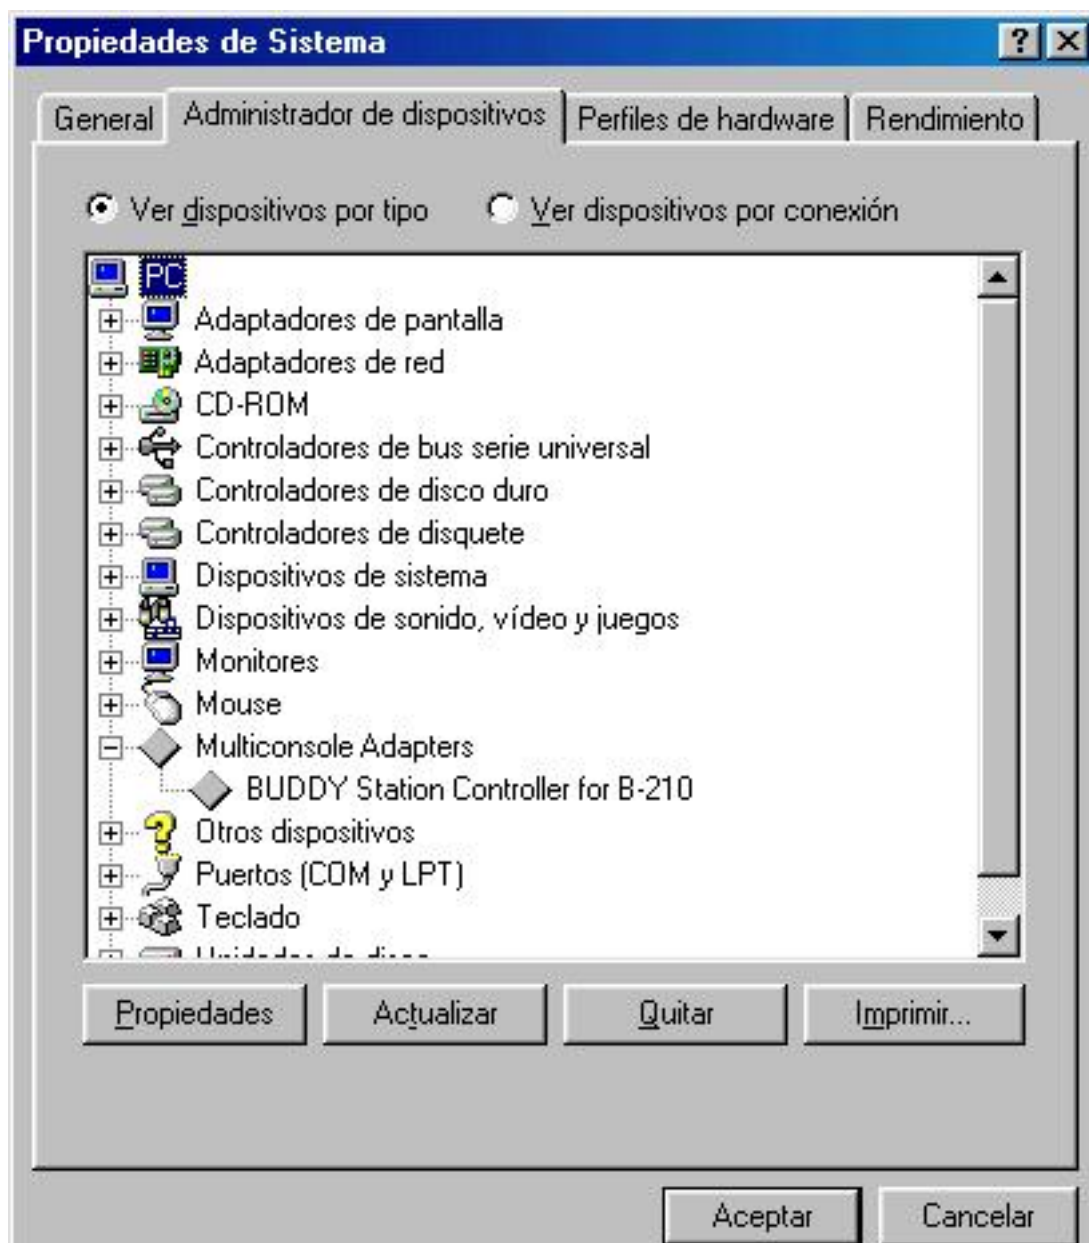 Propiedades de Sistema
General Administrador de dispositivos Perfiles de hardware Rendimiento
Ver dispositivos por tipo Ver dispositivos por conexión
PC
Adaptadores de pantalla
Adaptadores de red
CD-ROM
Controladores de bus serie universal
Controladores de disco duro
Controladores de disquete
Dispositivos de sistema
Dispositivos de sonido, vídeo y juegos
Monitores
Mouse
Multiconsole Adapters
BUDDY Station Controller for B-210
Otros dispositivos
Puertos (COM y LPT)
Teclado
Unidades de disco
Propiedades Actualizar Quitar Imprimir...
Aceptar Cancelar